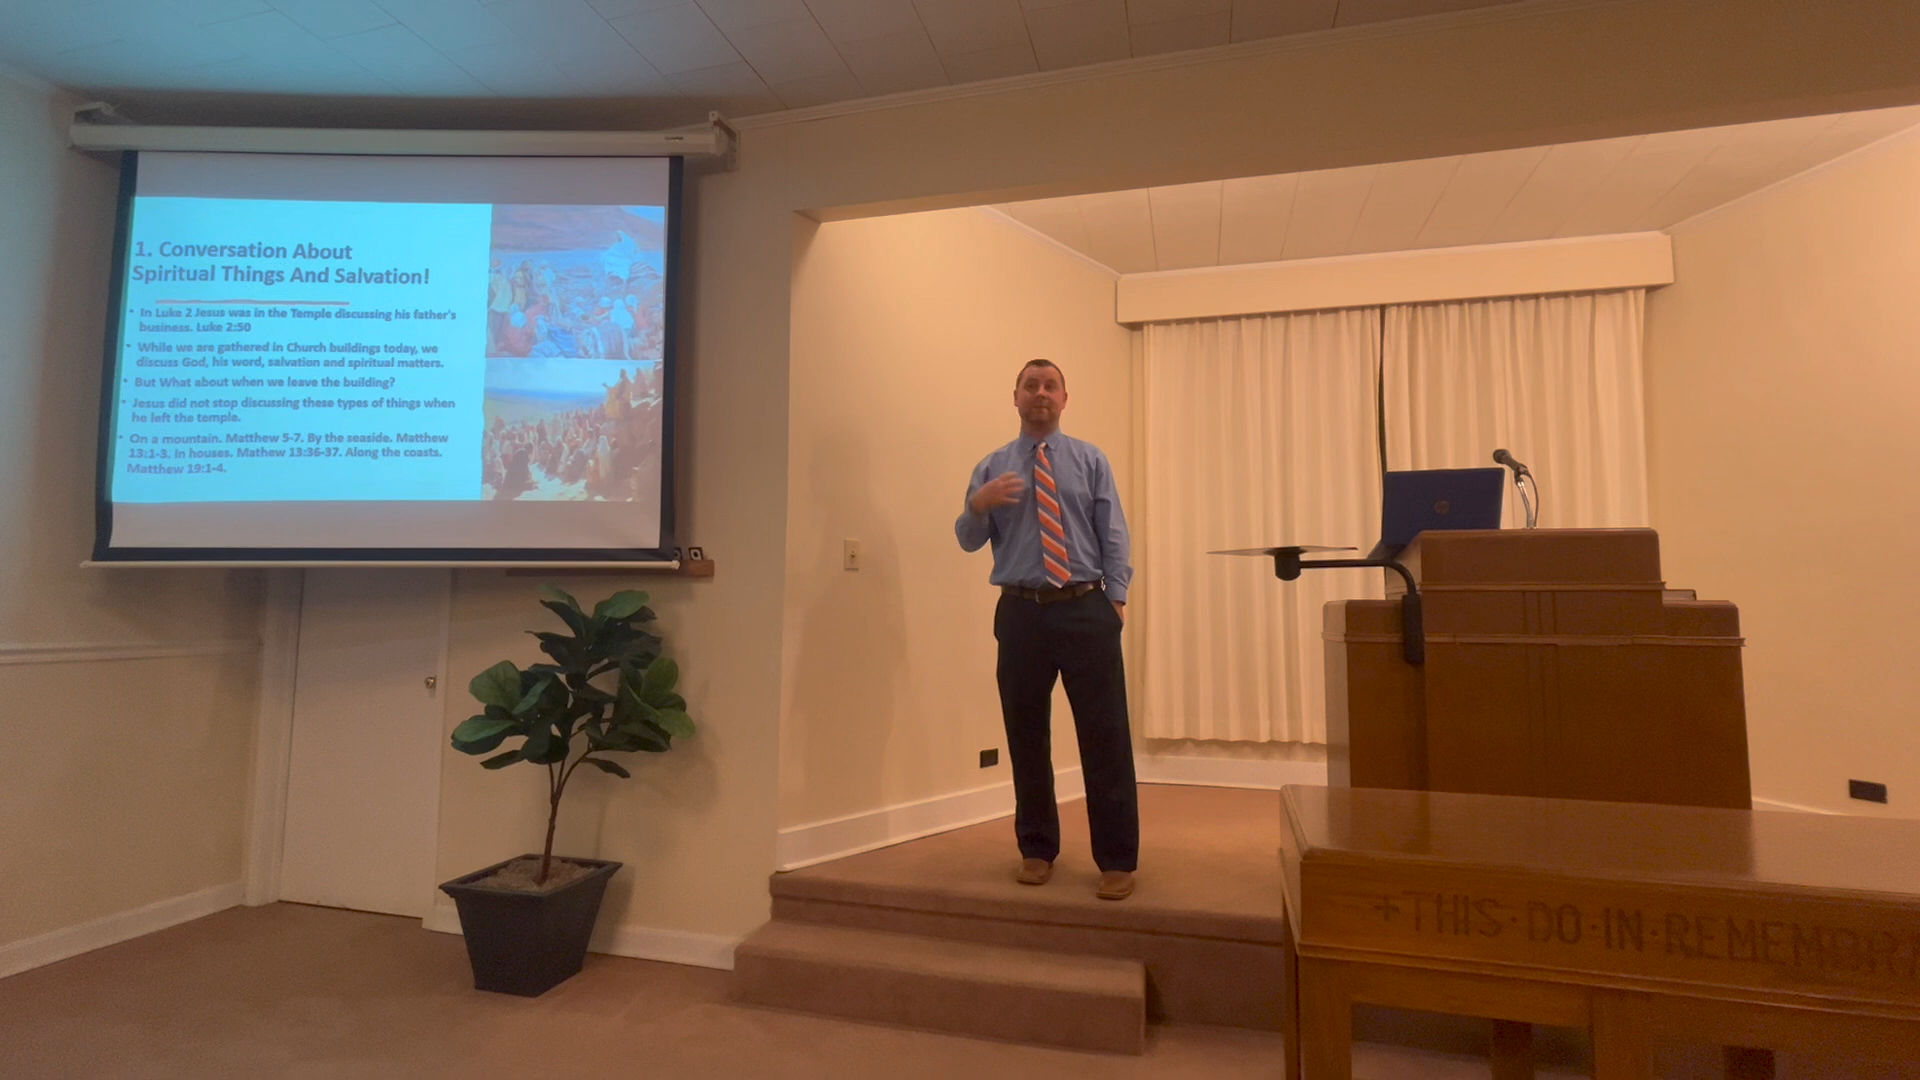 1. Conversation About
Spiritual Things And Salvation!
• In Luke 2 Jesus was in the Temple discussing his father's
business. Luke 2:50
• While we are gathered in Church buildings today, we
discuss God, his word, salvation and spiritual matters.
• But What about when we leave the building?
• Jesus did not stop discussing these types of things when
he left the temple.
• On a mountain. Matthew 5-7. By the seaside. Matthew
13:1-3. In houses. Mathew 13:36-37. Along the coasts.
Matthew 19:1-4.
hp
+THIS·DO·IN·REMEMBRA